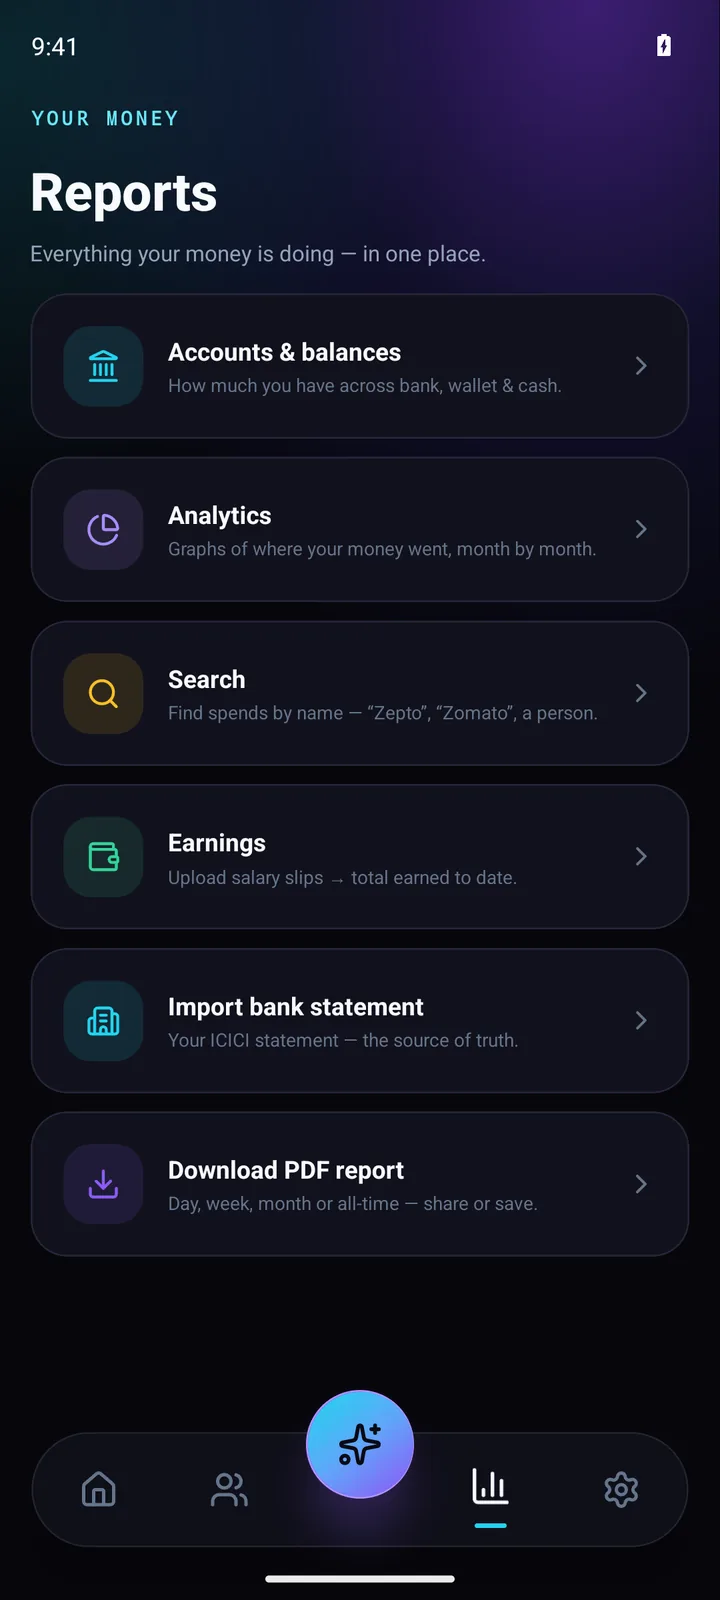 9:41
YOUR MONEY
Reports
Everything your money is doing — in one place.
Accounts & balances
How much you have across bank, wallet & cash.
Analytics
Graphs of where your money went, month by month.
Search
Find spends by name — “Zepto”, “Zomato”, a person.
Earnings
Upload salary slips → total earned to date.
Import bank statement
Your ICICI statement — the source of truth.
Download PDF report
Day, week, month or all-time — share or save.